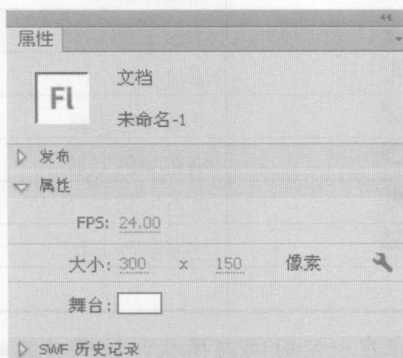 属性
Fl
文档
未命名-1
发布
属性
FPS: 24.00
大小: 300 x 150 像素
舞台:
SWF 历史记录